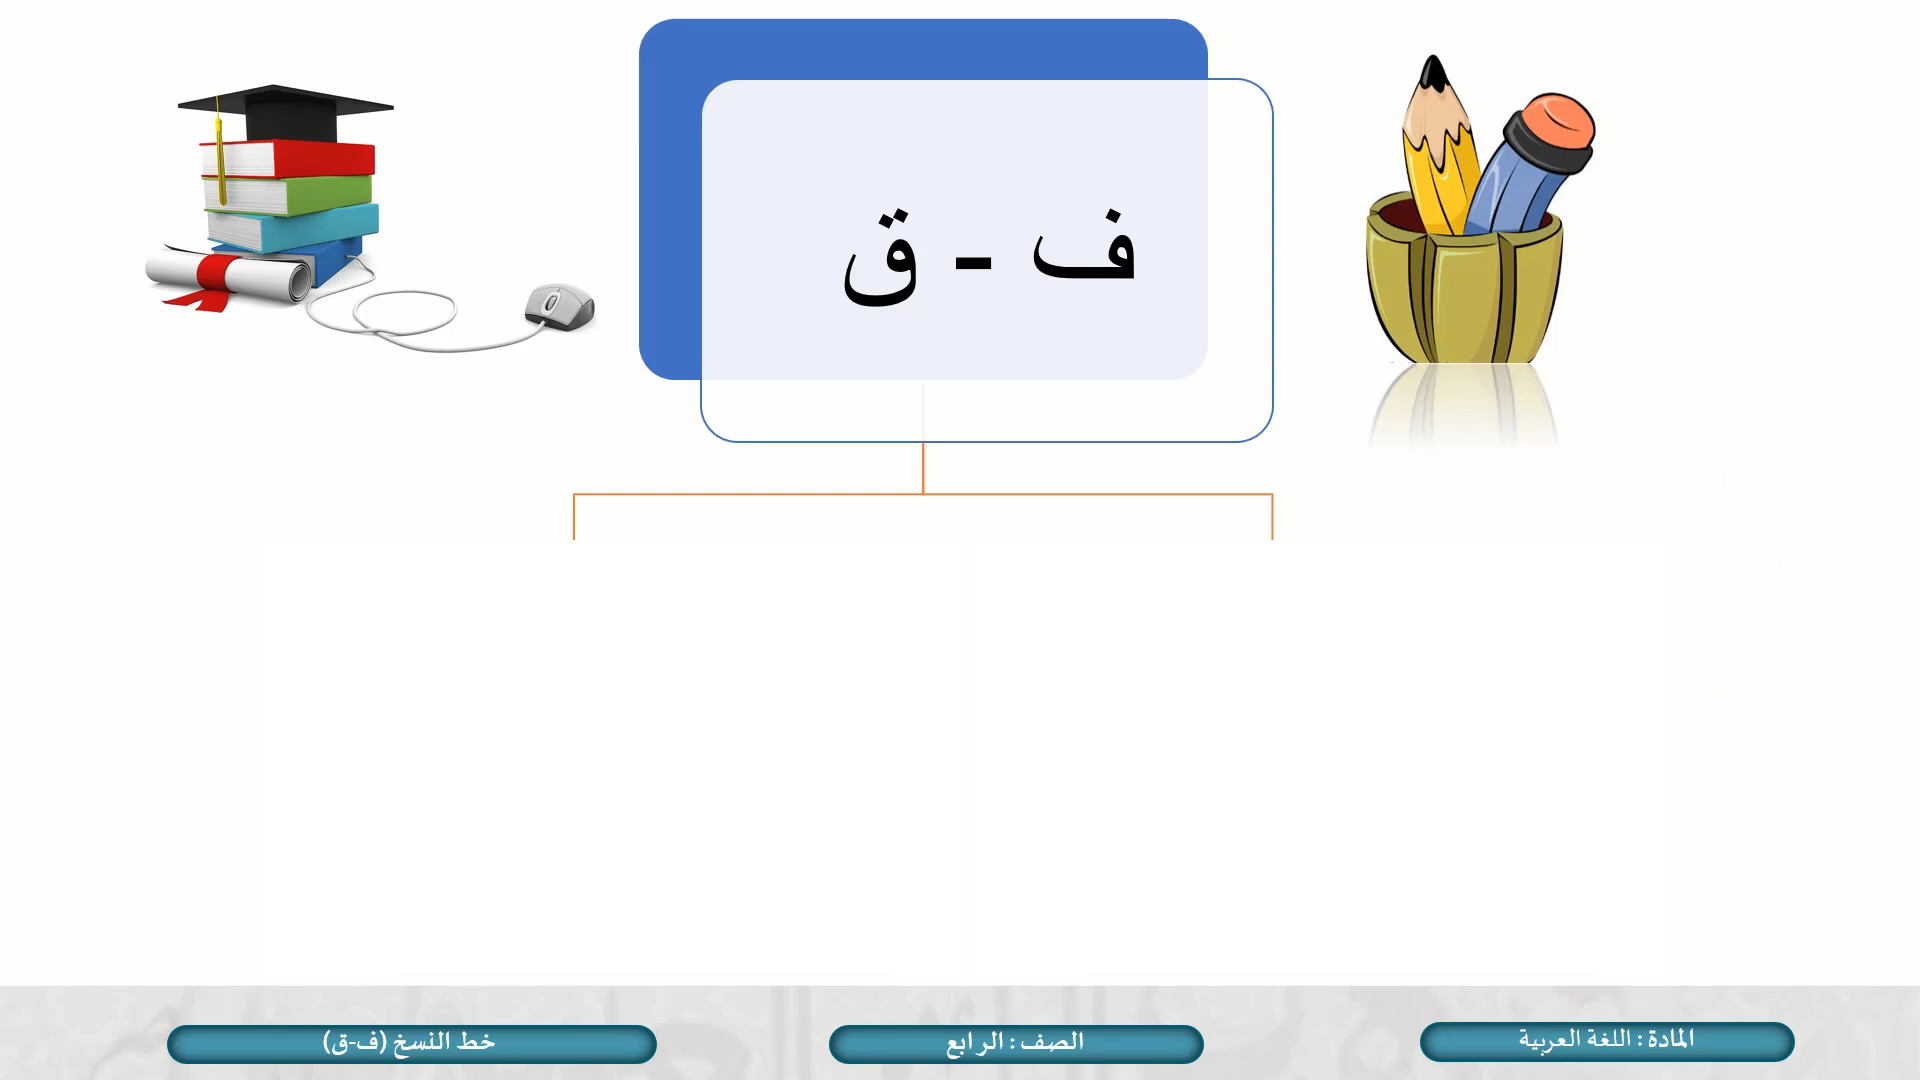 ف - ق
المادة : اللغة العربية
الصف : الرابع
خط النسخ (ف-ق)